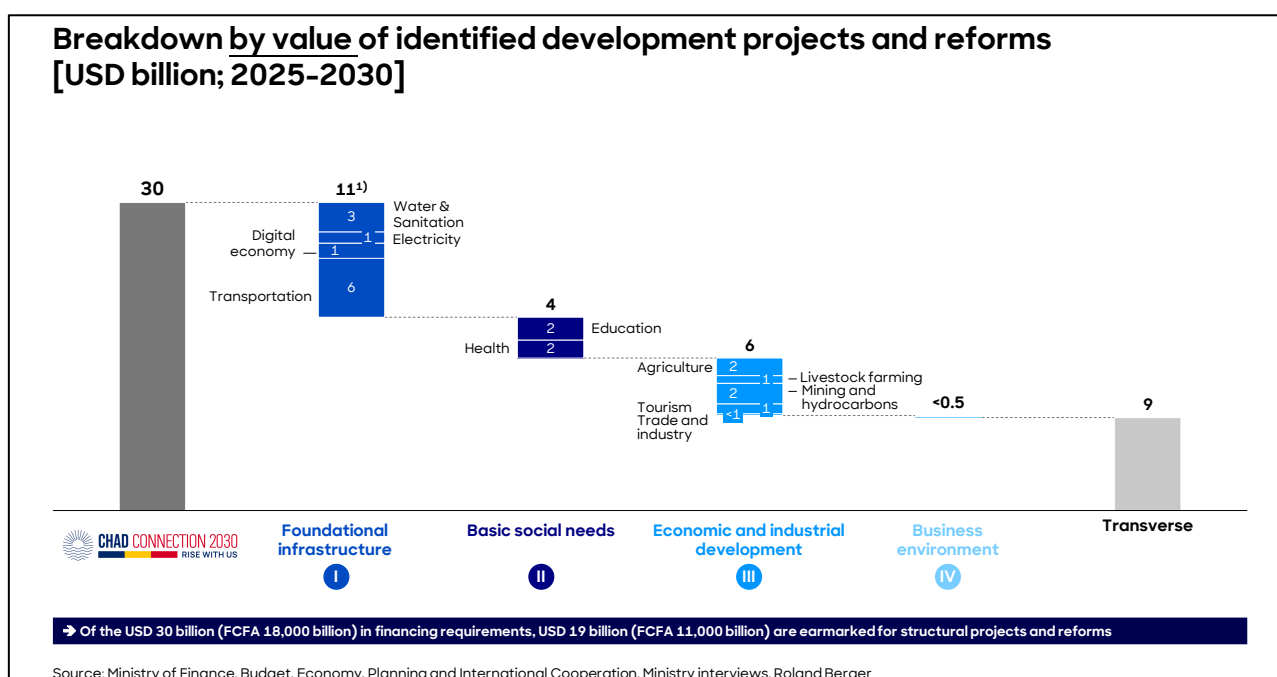 Breakdown by value of identified development projects and reforms
[USD billion; 2025-2030]
30
11¹⁾
Water &
Sanitation
Electricity
3
1
Digital
economy
1
Transportation
6
4
2
Education
Health
2
6
Agriculture
2
1
Livestock farming
Mining and
hydrocarbons
2
Tourism
Trade and
industry
1
<1
<0.5
9
CHAD CONNECTION 2030
RISE WITH US
Foundational
infrastructure
I
Basic social needs
II
Economic and industrial
development
III
Business
environment
IV
Transverse
➔ Of the USD 30 billion (FCFA 18,000 billion) in financing requirements, USD 19 billion (FCFA 11,000 billion) are earmarked for structural projects and reforms
Source: Ministry of Finance, Budget, Economy, Planning and International Cooperation, Ministry interviews, Roland Berger